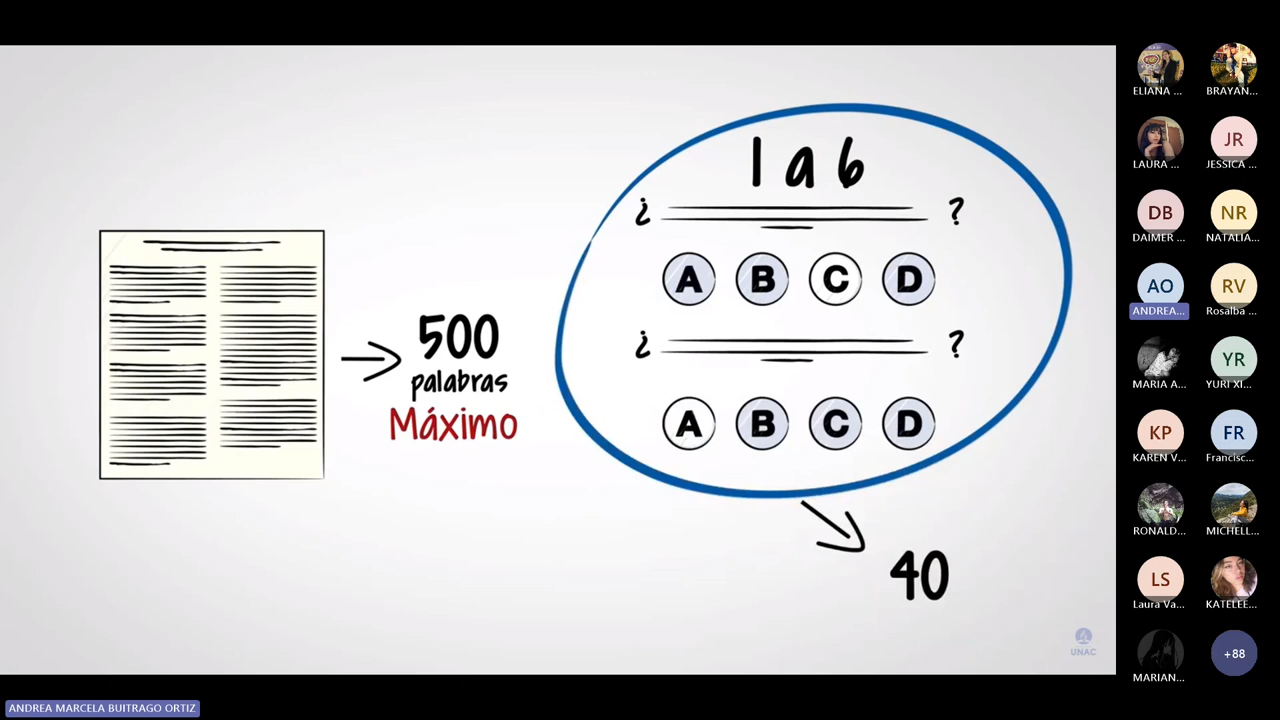 1 a 6
¿ ?
A B C D
¿ ?
A B C D
500
palabras
Máximo
40
UNAC
ELIANA ...
BRAYAN...
LAURA ...
JR
JESSICA ...
DB
DAIMER ...
NR
NATALIA...
AO
ANDREA...
RV
Rosalba ...
MARIA A...
YR
YURI XI...
KP
KAREN V...
FR
Francisc...
RONALD...
MICHELL...
LS
Laura Va...
KATELEE...
MARIAN...
+88
ANDREA MARCELA BUITRAGO ORTIZ